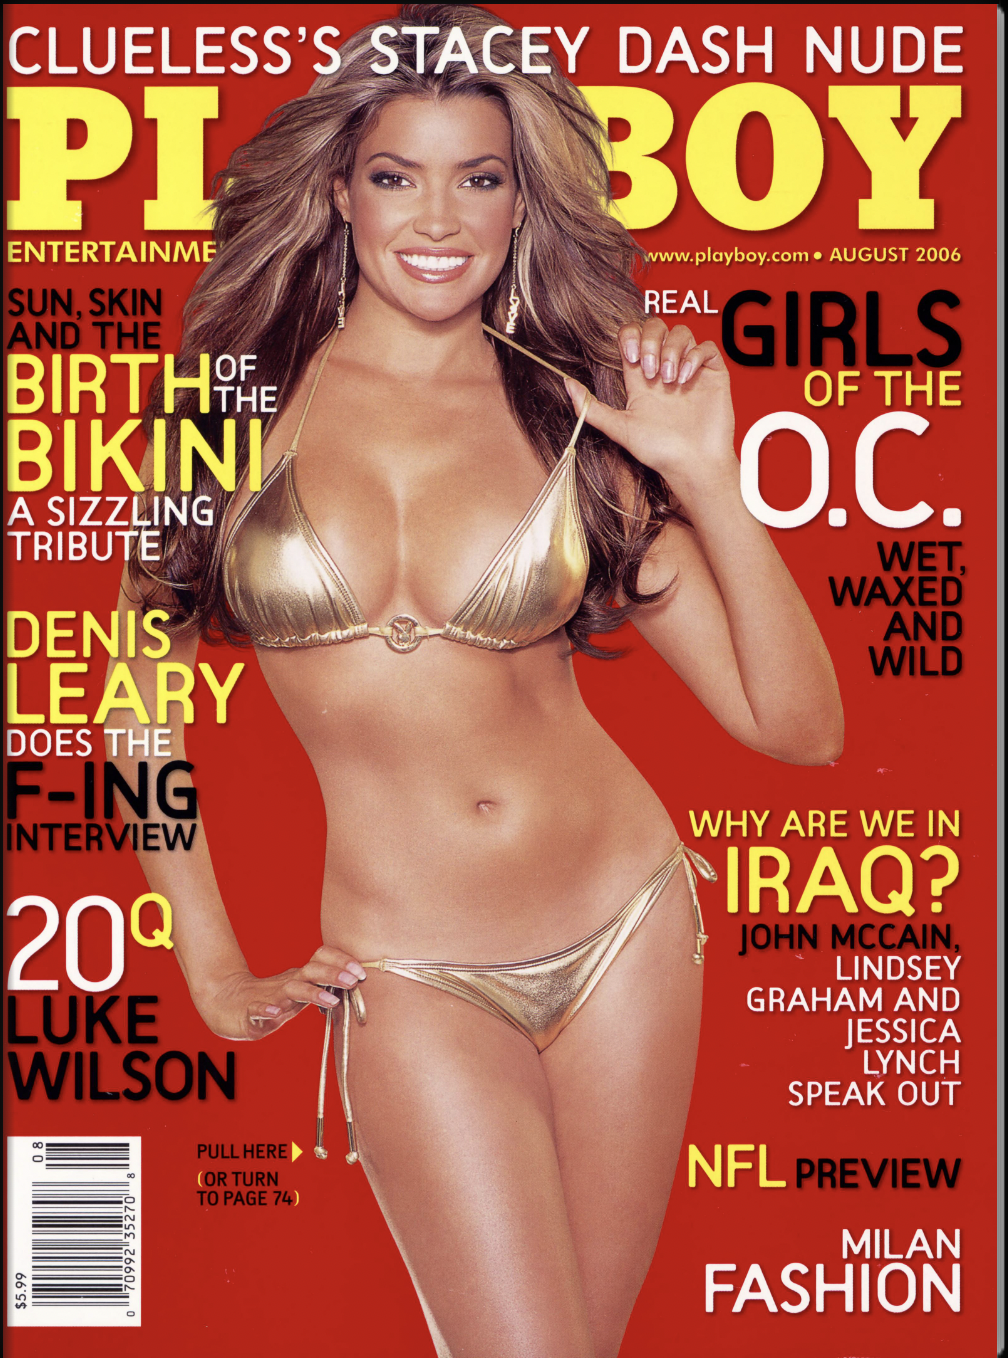 CLUELESS'S STACEY DASH NUDE
PL BOY
ENTERTAINME
www.playboy.com • AUGUST 2006
SUN, SKIN
AND THE
BIRTH OF
THE
BIKINI
A SIZZLING
TRIBUTE
DENIS
LEARY
DOES THE
F-ING
INTERVIEW
20Q
LUKE
WILSON
REAL GIRLS
OF THE
O.C.
WET,
WAXED
AND
WILD
WHY ARE WE IN
IRAQ?
JOHN MCCAIN,
LINDSEY
GRAHAM AND
JESSICA
LYNCH
SPEAK OUT
NFL PREVIEW
MILAN
FASHION
PULL HERE
(OR TURN
TO PAGE 74)
08
$5.99
0 70992 35270 8